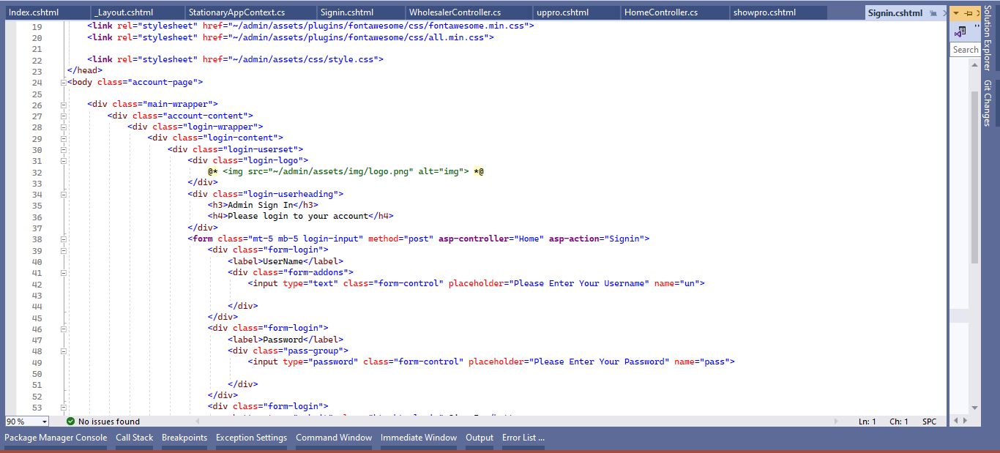 Index.cshtml _Layout.cshtml StationaryAppContext.cs Signin.cshtml WholesalerController.cs uppro.cshtml HomeController.cs showpro.cshtml Signin.cshtml
19 <link rel="stylesheet" href="~/admin/assets/plugins/fontawesome/css/fontawesome.min.css">
20 <link rel="stylesheet" href="~/admin/assets/plugins/fontawesome/css/all.min.css">
21
22 <link rel="stylesheet" href="~/admin/assets/css/style.css">
23 </head>
24 <body class="account-page">
25
26 <div class="main-wrapper">
27 <div class="account-content">
28 <div class="login-wrapper">
29 <div class="login-content">
30 <div class="login-userset">
31 <div class="login-logo">
32 @* <img src="~/admin/assets/img/logo.png" alt="img"> *@
33 </div>
34 <div class="login-userheading">
35 <h3>Admin Sign In</h3>
36 <h4>Please login to your account</h4>
37 </div>
38 <form class="mt-5 mb-5 login-input" method="post" asp-controller="Home" asp-action="Signin">
39 <div class="form-login">
40 <label>UserName</label>
41 <div class="form-addons">
42 <input type="text" class="form-control" placeholder="Please Enter Your Username" name="un">
43
44 </div>
45 </div>
46 <div class="form-login">
47 <label>Password</label>
48 <div class="pass-group">
49 <input type="password" class="form-control" placeholder="Please Enter Your Password" name="pass">
50
51 </div>
52 </div>
53 <div class="form-login">
90 % No issues found Ln: 1 Ch: 1 SPC
Search
Solution Explorer
Git Changes
Package Manager Console Call Stack Breakpoints Exception Settings Command Window Immediate Window Output Error List ...